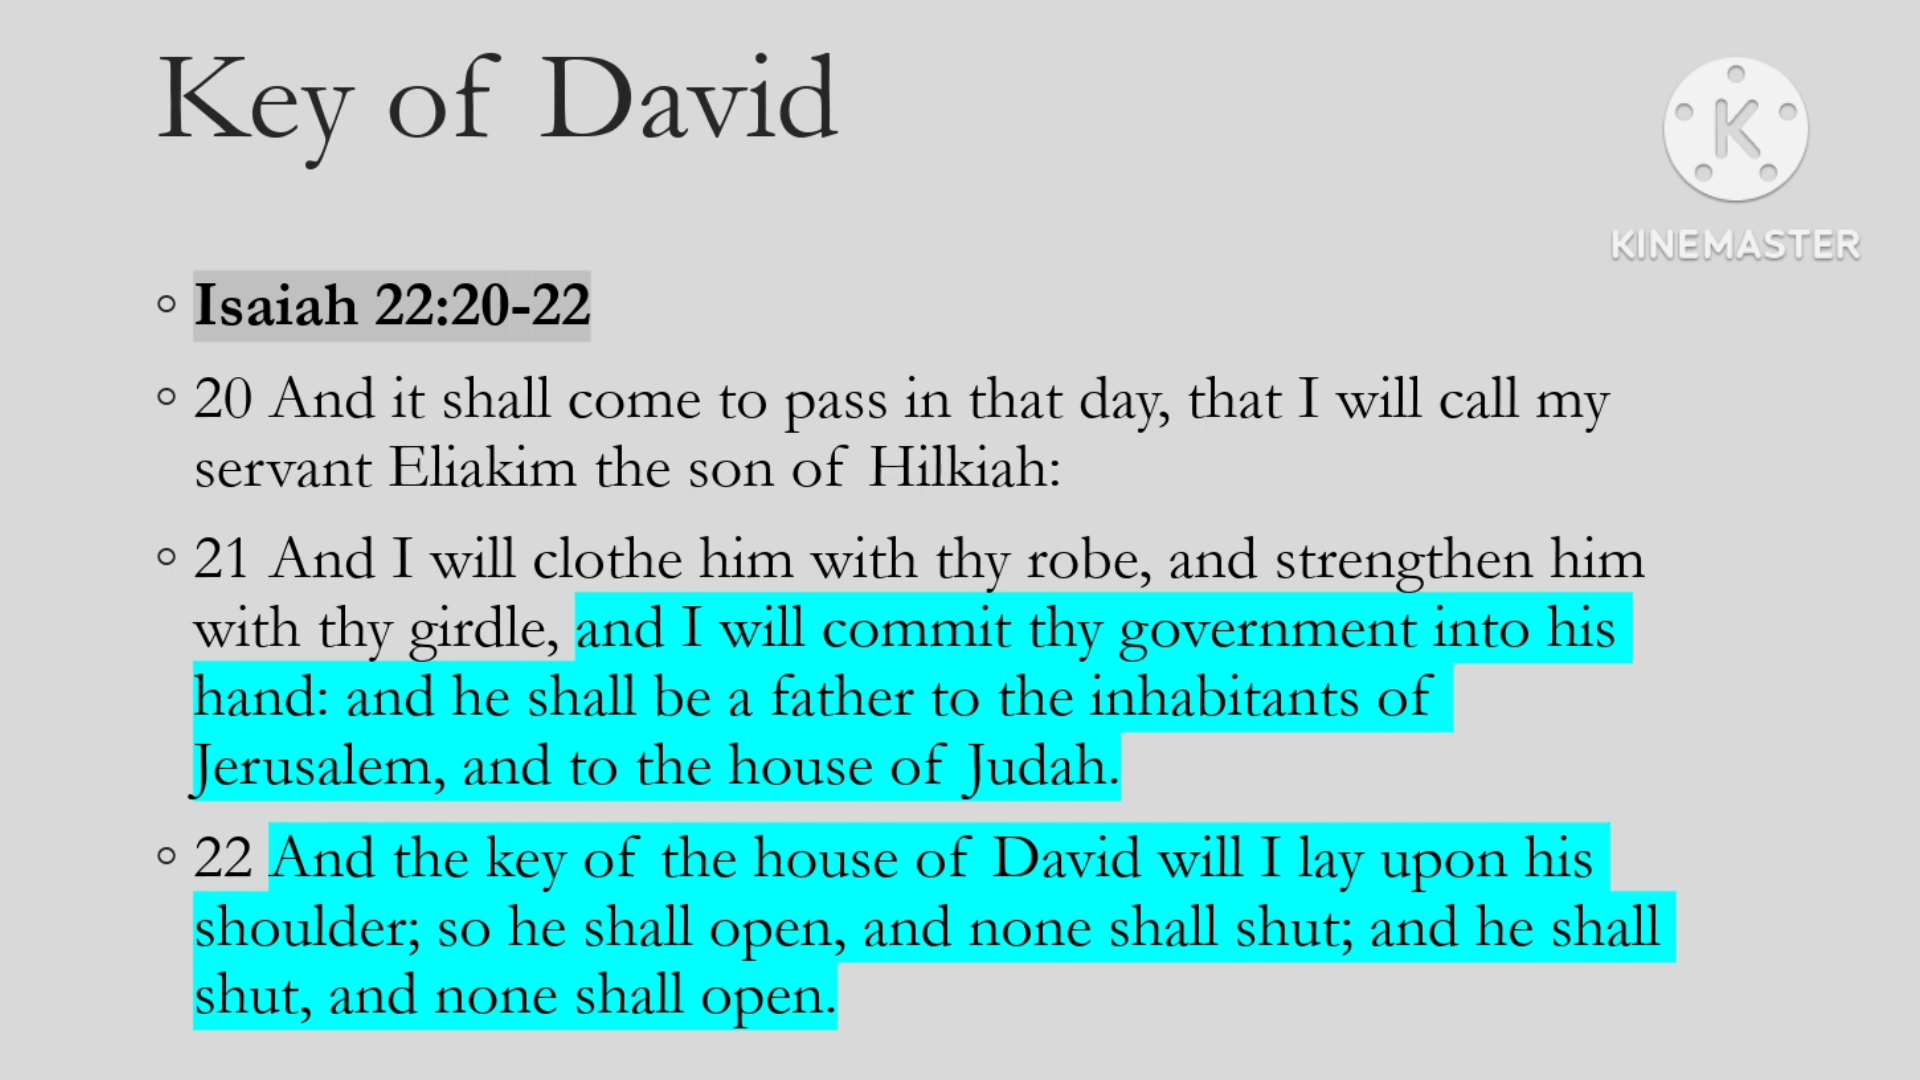 Key of David
K
KINEMASTER
Isaiah 22:20-22
20 And it shall come to pass in that day, that I will call my
servant Eliakim the son of Hilkiah:
21 And I will clothe him with thy robe, and strengthen him
with thy girdle, and I will commit thy government into his
hand: and he shall be a father to the inhabitants of
Jerusalem, and to the house of Judah.
22 And the key of the house of David will I lay upon his
shoulder; so he shall open, and none shall shut; and he shall
shut, and none shall open.